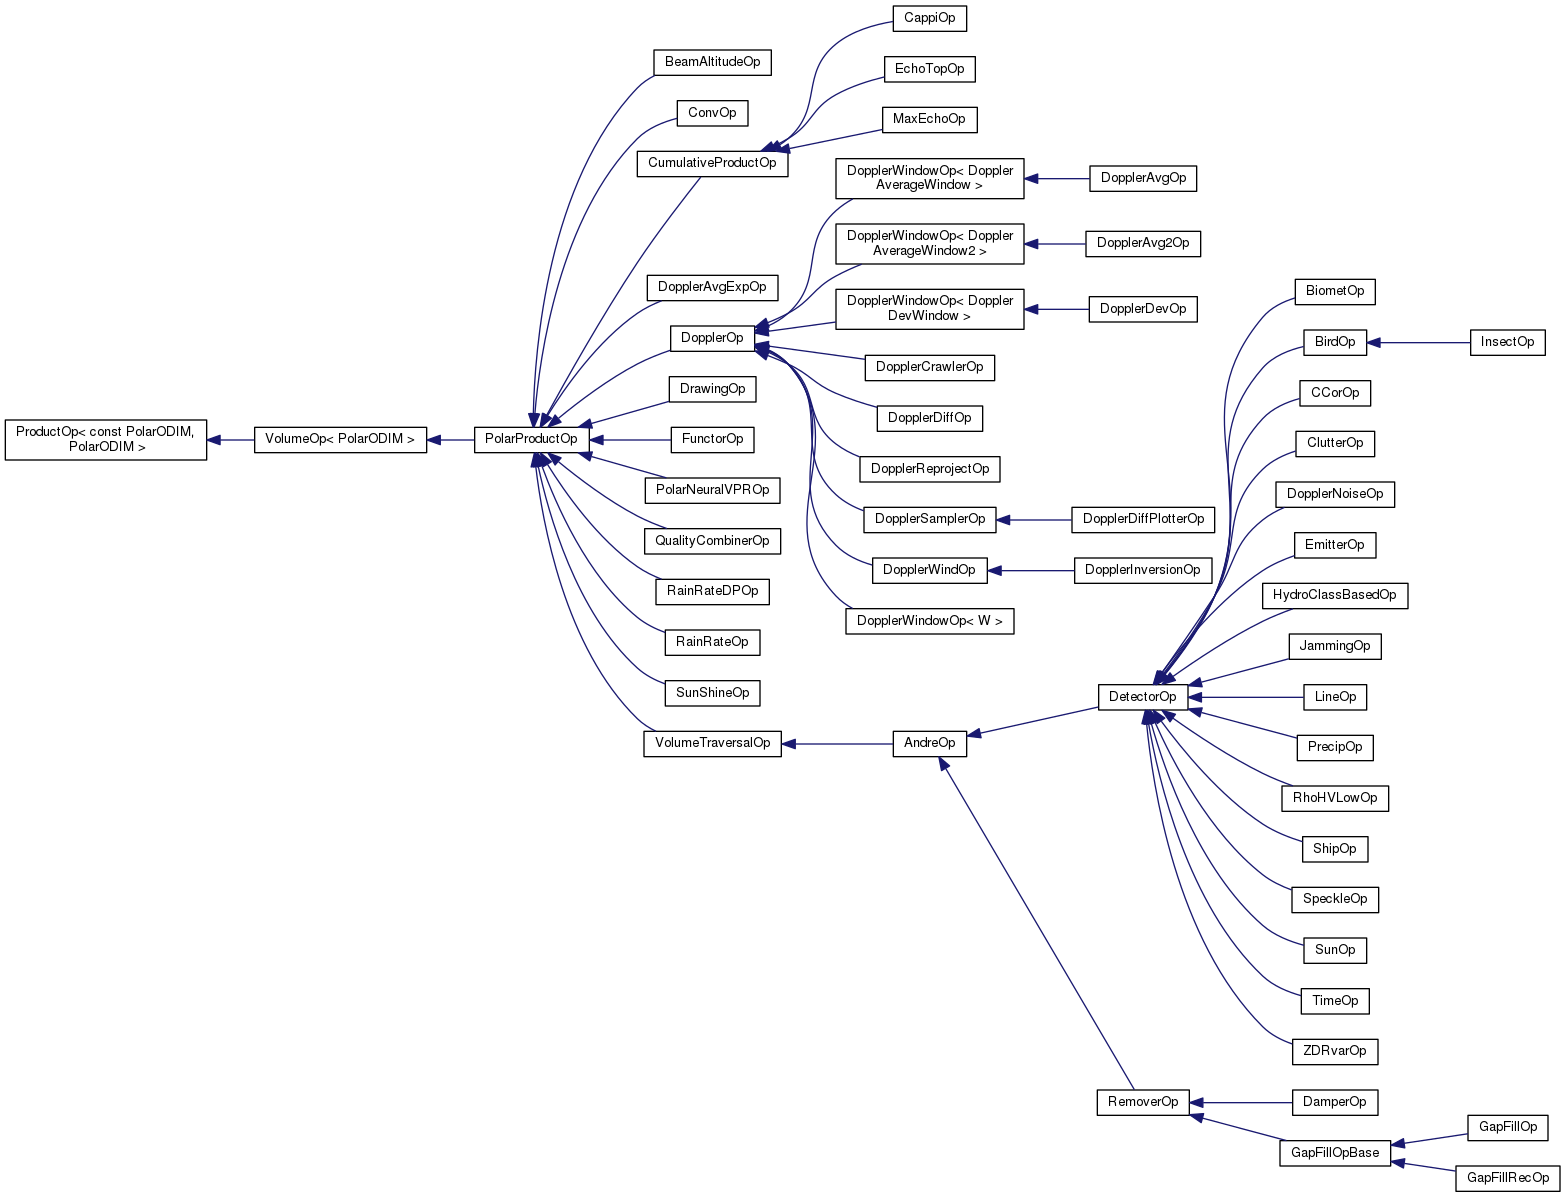 CappiOp
BeamAltitudeOp
EchoTopOp
ConvOp
MaxEchoOp
CumulativeProductOp
DopplerWindowOp< Doppler
AverageWindow >
DopplerAvgOp
DopplerWindowOp< Doppler
AverageWindow2 >
DopplerAvg2Op
DopplerAvgExpOp
DopplerWindowOp< Doppler
DevWindow >
DopplerDevOp
BiometOp
DopplerOp
BirdOp
InsectOp
DopplerCrawlerOp
DrawingOp
CCorOp
DopplerDiffOp
ProductOp< const PolarODIM,
PolarODIM >
VolumeOp< PolarODIM >
PolarProductOp
FunctorOp
ClutterOp
DopplerReprojectOp
PolarNeuralVPROp
DopplerNoiseOp
DopplerSamplerOp
DopplerDiffPlotterOp
QualityCombinerOp
EmitterOp
DopplerWindOp
DopplerInversionOp
RainRateDPOp
HydroClassBasedOp
DopplerWindowOp< W >
RainRateOp
JammingOp
SunShineOp
DetectorOp
LineOp
VolumeTraversalOp
AndreOp
PrecipOp
RhoHVLowOp
ShipOp
SpeckleOp
SunOp
TimeOp
ZDRvarOp
RemoverOp
DamperOp
GapFillOp
GapFillOpBase
GapFillRecOp